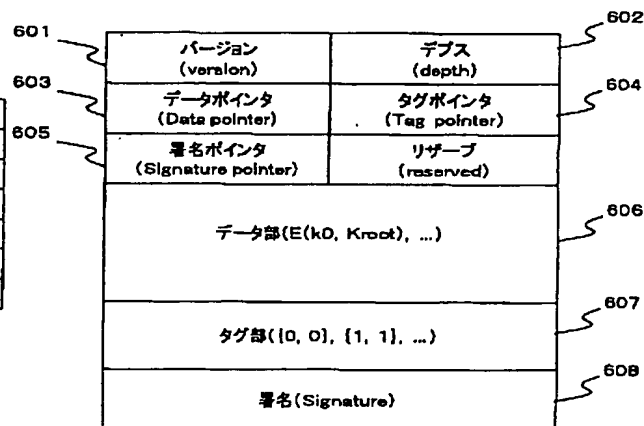 601
602
バージョン
(version)
デプス
(depth)
603
604
データポインタ
(Data pointer)
タグポインタ
(Tag pointer)
605
署名ポインタ
(Signature pointer)
リザーブ
(reserved)
606
データ部(E(k0, Kroot), ...)
607
タグ部({0, 0}, {1, 1}, ...)
608
署名(Signature)